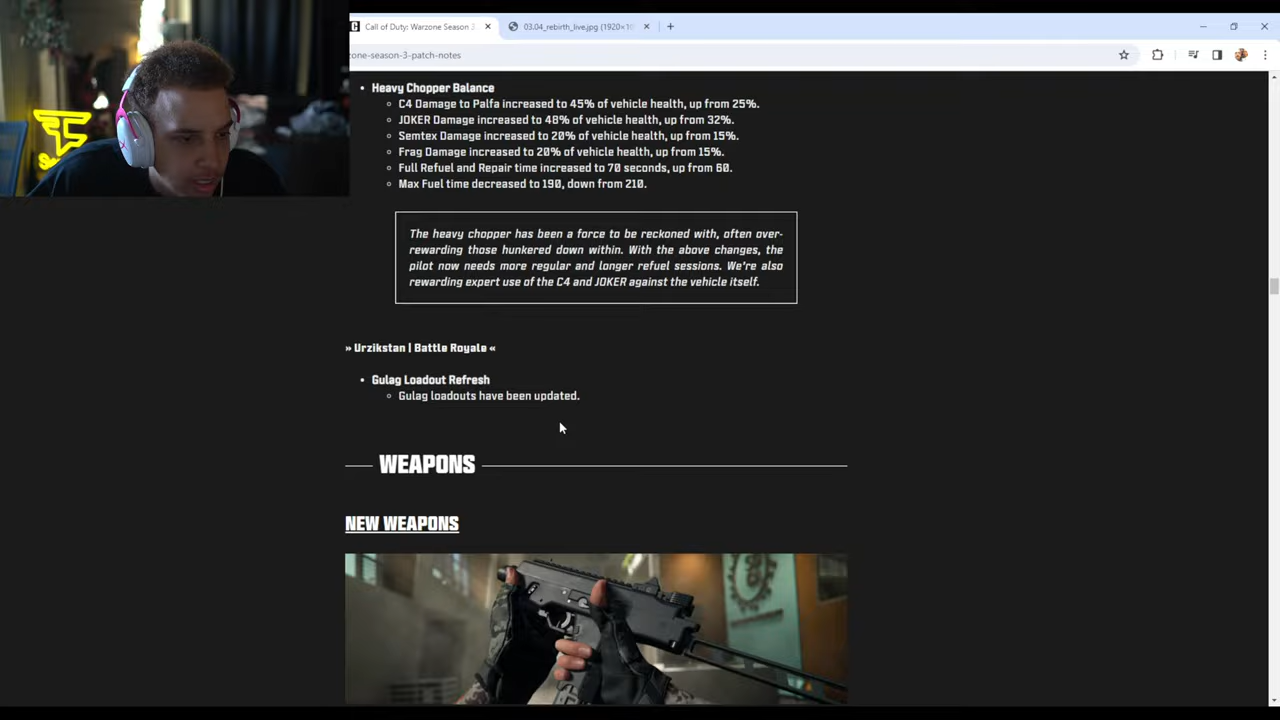 Call of Duty: Warzone Season 3
03.04_rebirth_live.jpg (1920×10
zone-season-3-patch-notes
• Heavy Chopper Balance
C4 Damage to Palfa increased to 45% of vehicle health, up from 25%.
JOKER Damage increased to 48% of vehicle health, up from 32%.
Semtex Damage increased to 20% of vehicle health, up from 15%.
Frag Damage increased to 20% of vehicle health, up from 15%.
Full Refuel and Repair time increased to 70 seconds, up from 60.
Max Fuel time decreased to 190, down from 210.
The heavy chopper has been a force to be reckoned with, often over-
rewarding those hunkered down within. With the above changes, the
pilot now needs more regular and longer refuel sessions. We're also
rewarding expert use of the C4 and JOKER against the vehicle itself.
» Urzikstan | Battle Royale «
• Gulag Loadout Refresh
Gulag loadouts have been updated.
WEAPONS
NEW WEAPONS